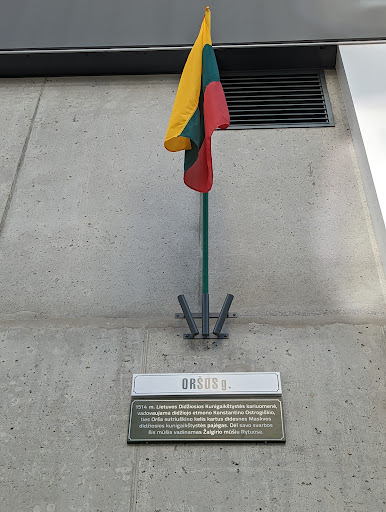 ORŠOS g.
1514 m. Lietuvos Didžiosios Kunigaikštystės kariuomenė,
vadovaujama didžiojo etmono Konstantino Ostrogiškio,
ties Orša sutriuškino kelis kartus didesnes Maskvos
didžiosios kunigaikštystės pajėgas. Dėl savo svarbos
šis mūšis vadinamas Žalgirio mūšiu Rytuose.